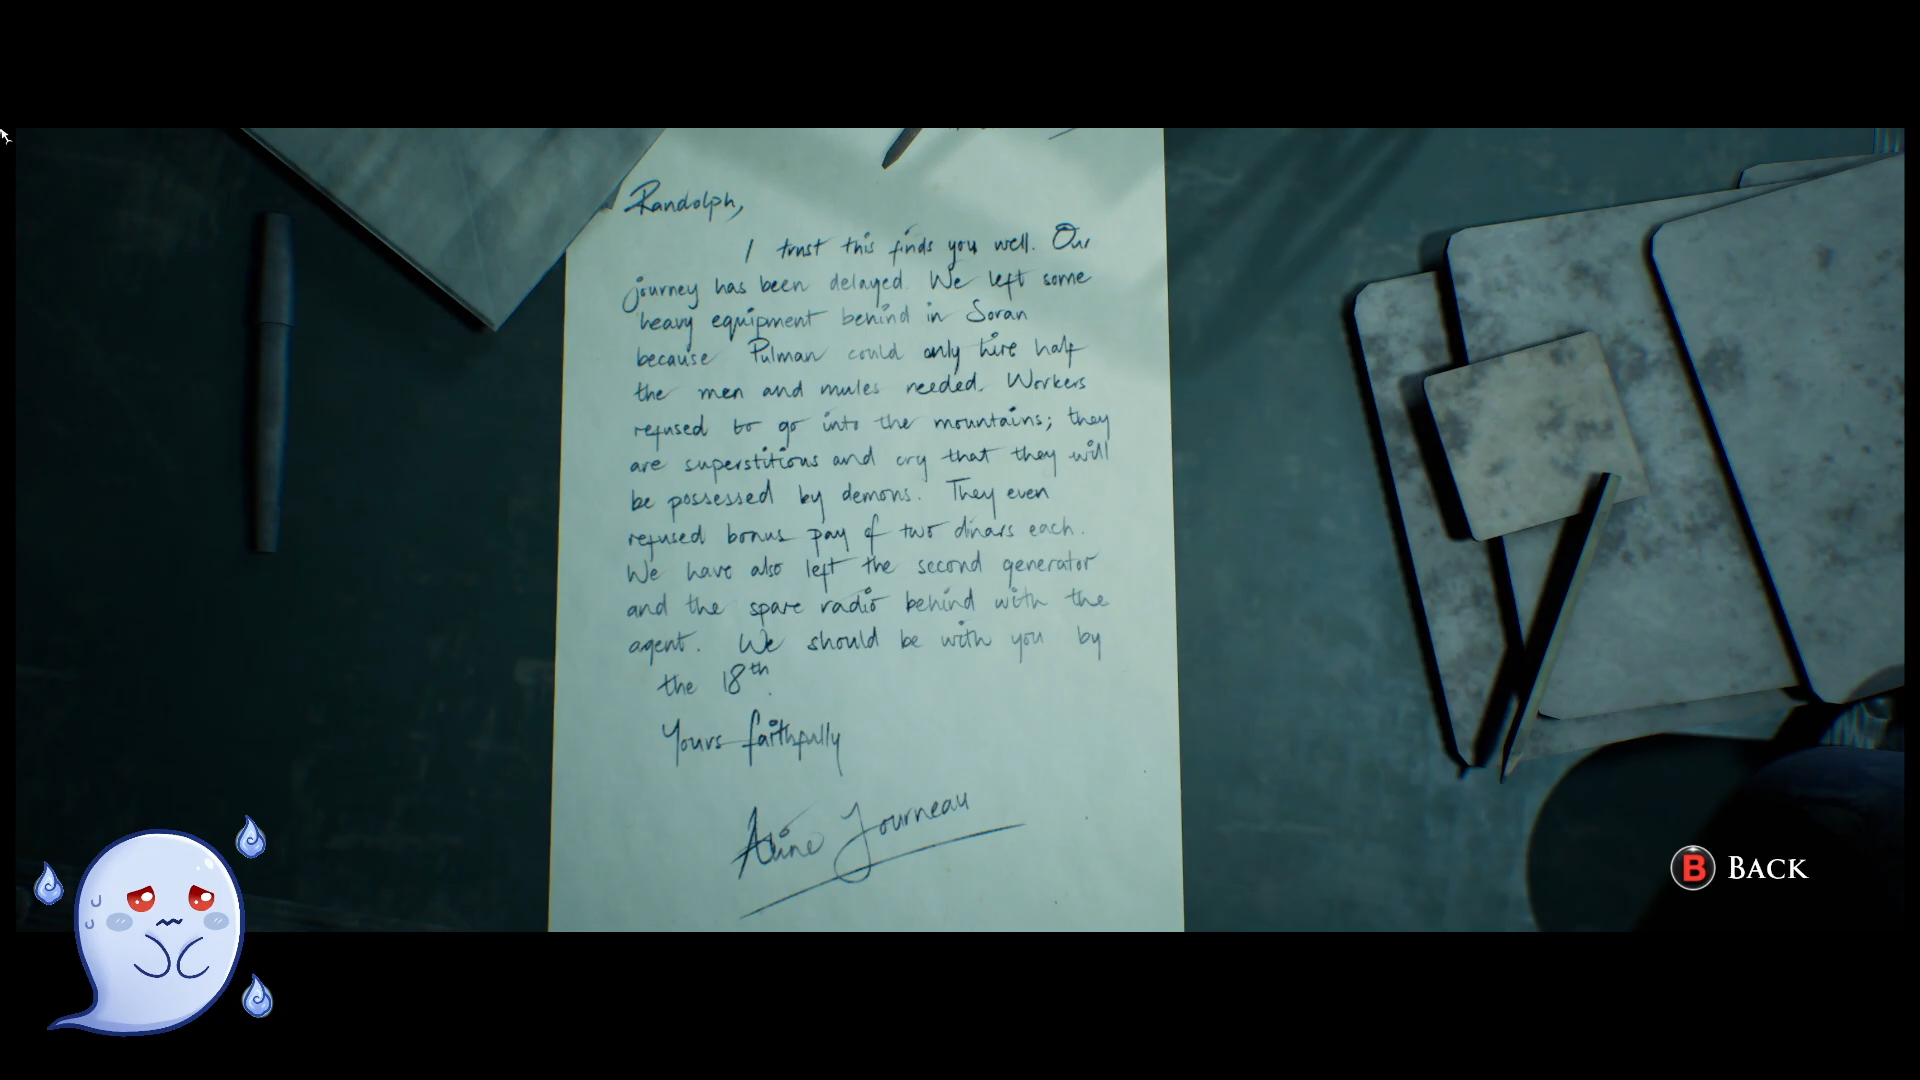 Randolph,
I trust this finds you well. Our
journey has been delayed. We left some
heavy equipment behind in Soran
because Pulman could only hire half
the men and mules needed. Workers
refused to go into the mountains; they
are superstitious and cry that they will
be possessed by demons. They even
refused bonus pay of two dinars each.
We have also left the second generator
and the spare radio behind with the
agent. We should be with you by
the 18th.
Yours faithfully
Journeau
B BACK